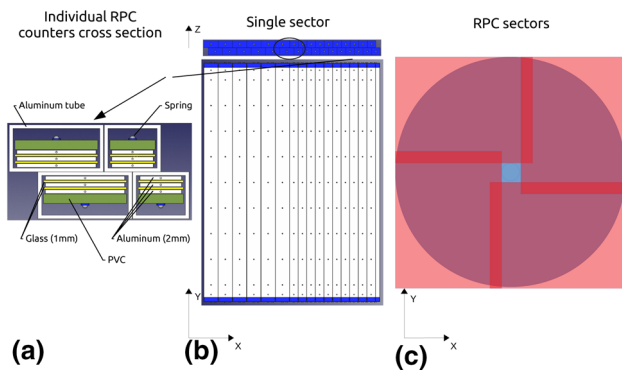 Individual RPC
counters cross section
Z
Single sector
RPC sectors
Aluminum tube
Spring
Glass (1mm)
Aluminum (2mm)
PVC
Y
X
Y
X
(a)
(b)
(c)